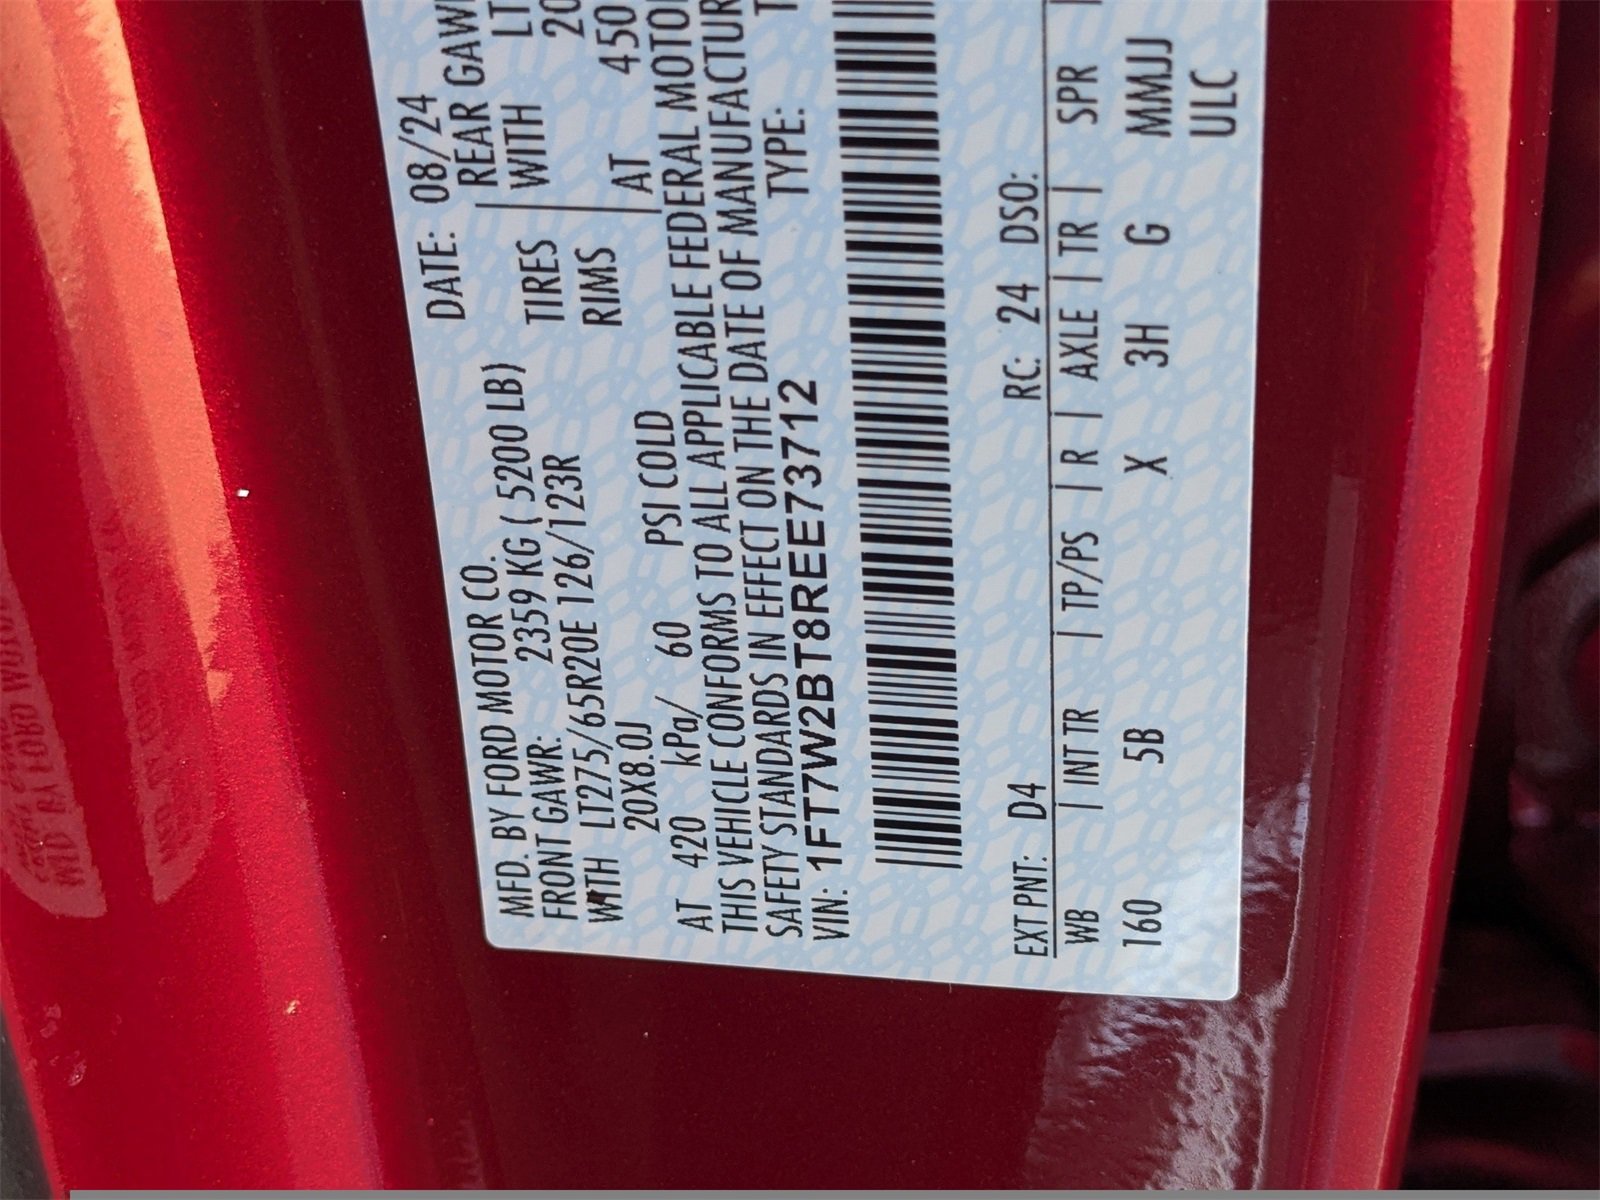 MFD. BY FORD MOTOR CO.
DATE: 08/24
FRONT GAWR: 2359 KG ( 5200 LB)
REAR GAWR
WITH LT275/65R20E 126/123R TIRES WITH LT
20X8.0J RIMS 20
AT 420 kPa/ 60 PSI COLD AT 450
THIS VEHICLE CONFORMS TO ALL APPLICABLE FEDERAL MOTOR
SAFETY STANDARDS IN EFFECT ON THE DATE OF MANUFACTUR
VIN: 1FT7W2BT8REE73712 TYPE: T
EXT PNT: D4 RC: 24 DSO:
WB | INT TR | TP/PS | R | AXLE | TR | SPR |
160 5B X 3H G MMJJ
ULC